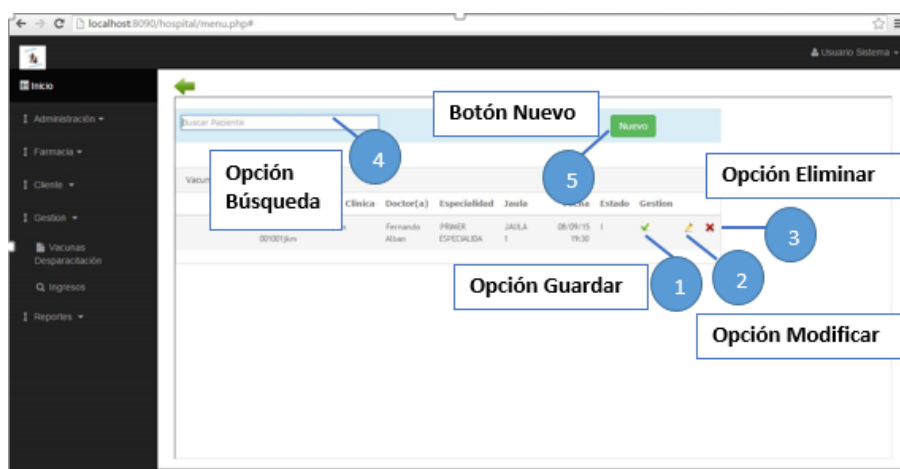 localhost:8090/hospital/menu.php#
Usuario Sistema
Inicio
Administración
Farmacia
Cliente
Gestion
Vacunas
Desparacitación
Ingresos
Reportes
Buscar Paciente
Botón Nuevo
Nuevo
4
5
Opción
Búsqueda
Opción Eliminar
Clinica Doctor(a) Especialidad Jaula Estado Gestion
Fernando PRIMER JAULA 08/09/15 1
001001jkm Alban ESPECIALIDA 1 19:30
3
Opción Guardar
1
2
Opción Modificar